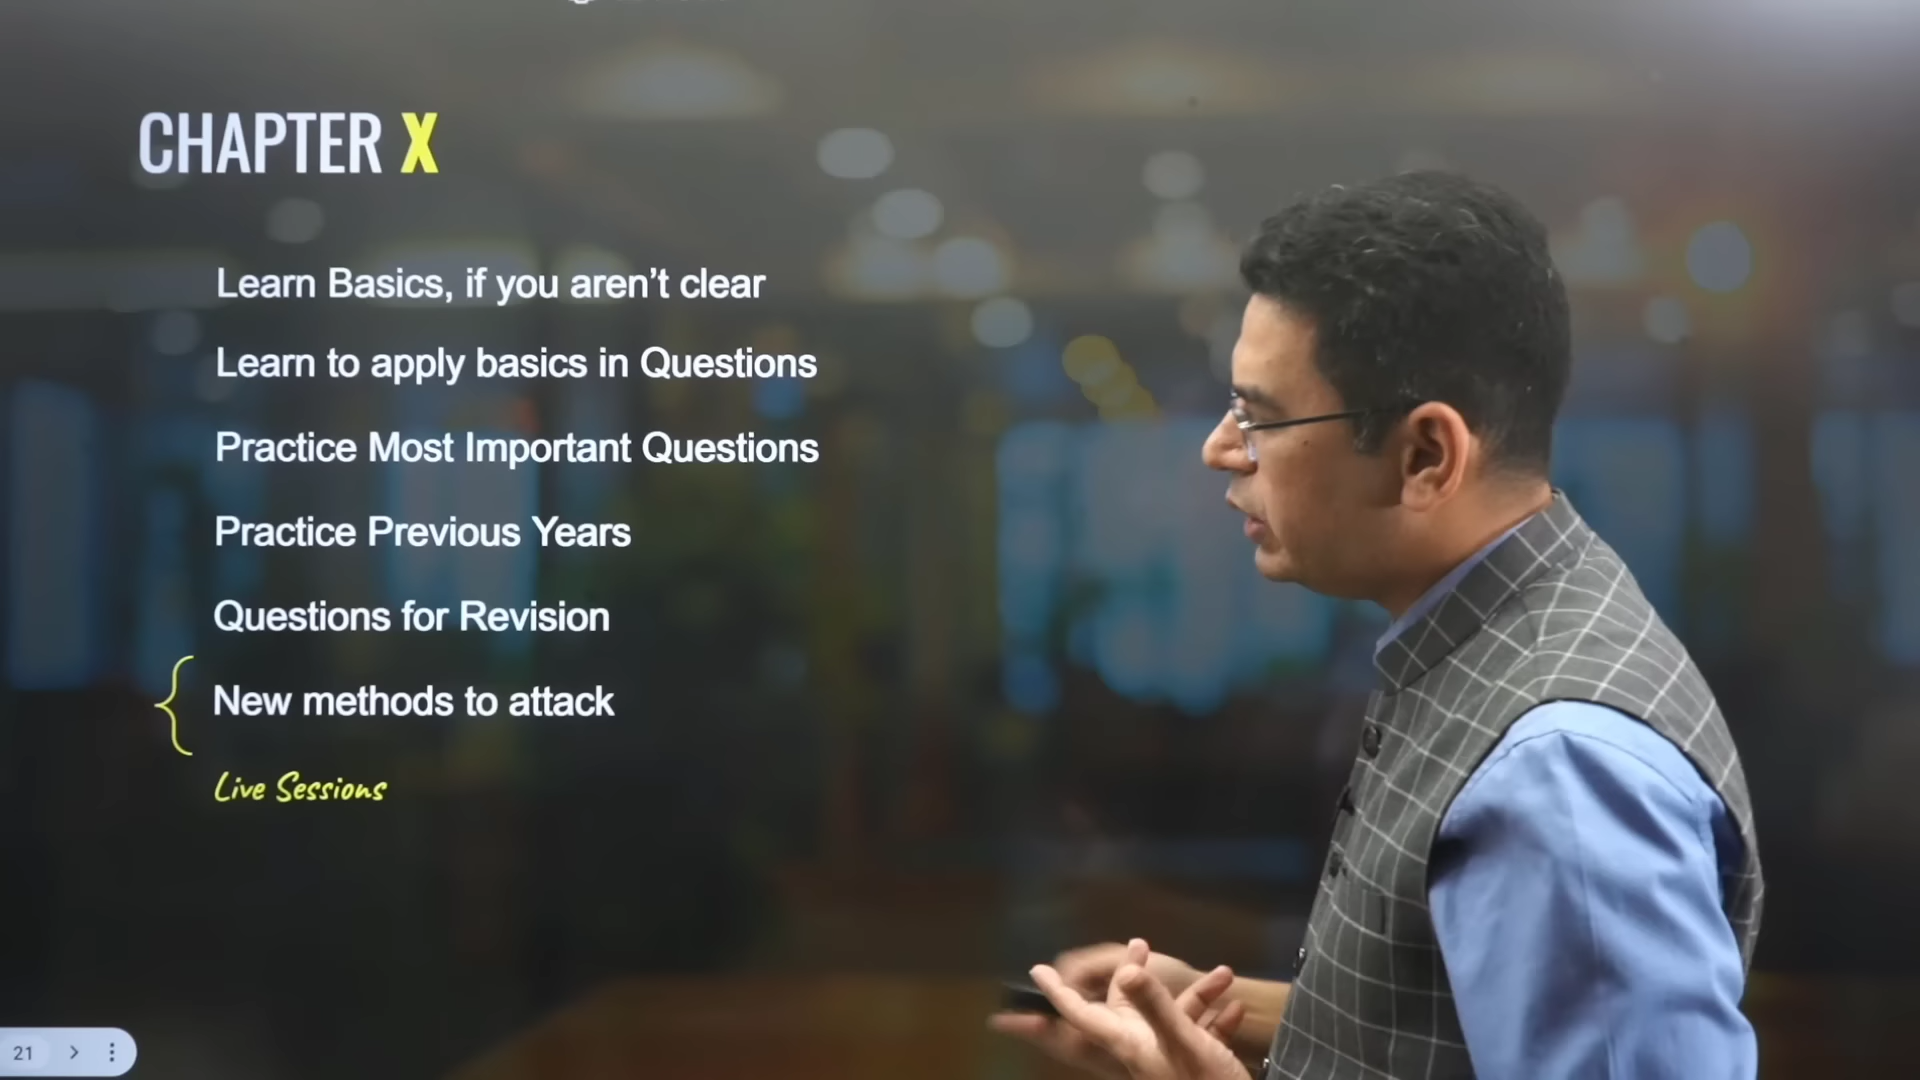 CHAPTER X
Learn Basics, if you aren’t clear
Learn to apply basics in Questions
Practice Most Important Questions
Practice Previous Years
Questions for Revision
New methods to attack
Live Sessions
21